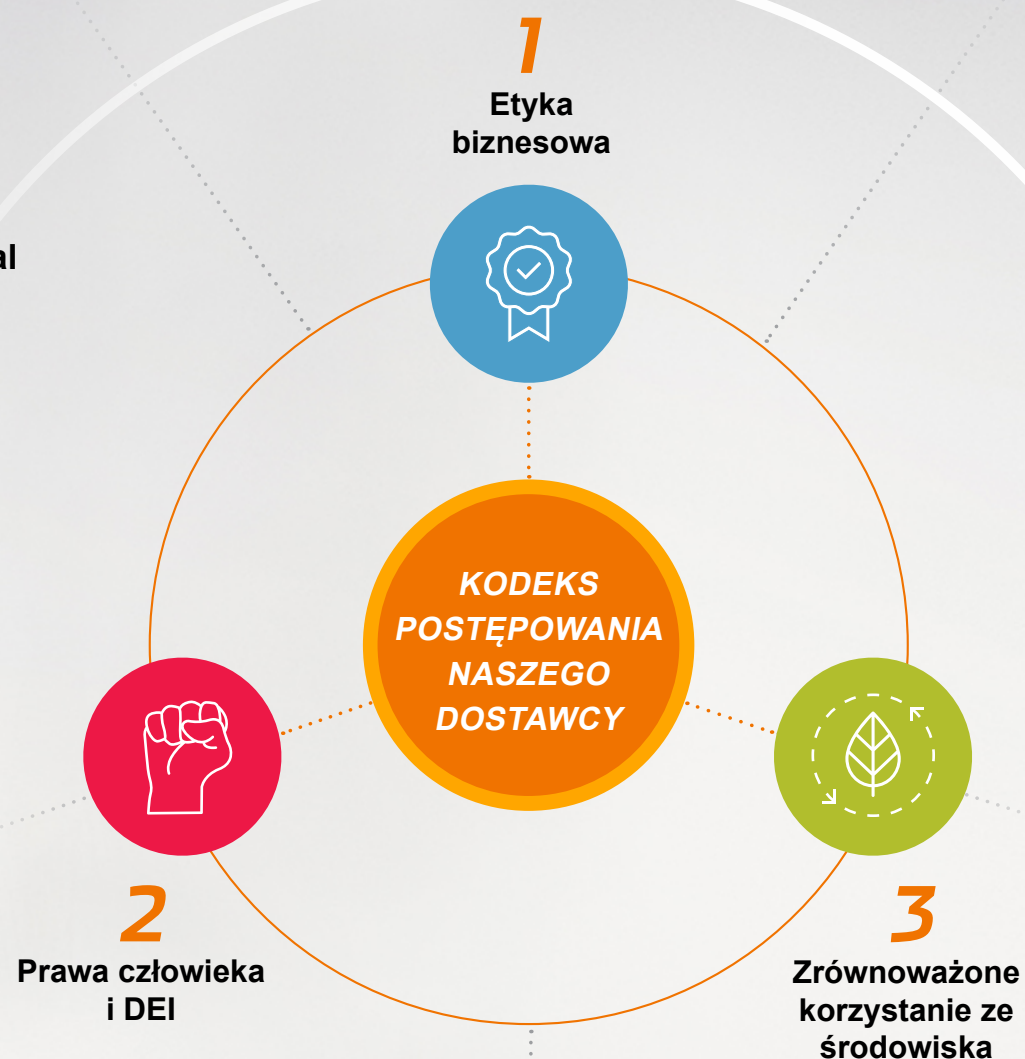 1
Etyka
biznesowa
KODEKS
POSTĘPOWANIA
NASZEGO
DOSTAWCY
2
Prawa człowieka
i DEI
3
Zrównoważone
korzystanie ze
środowiska